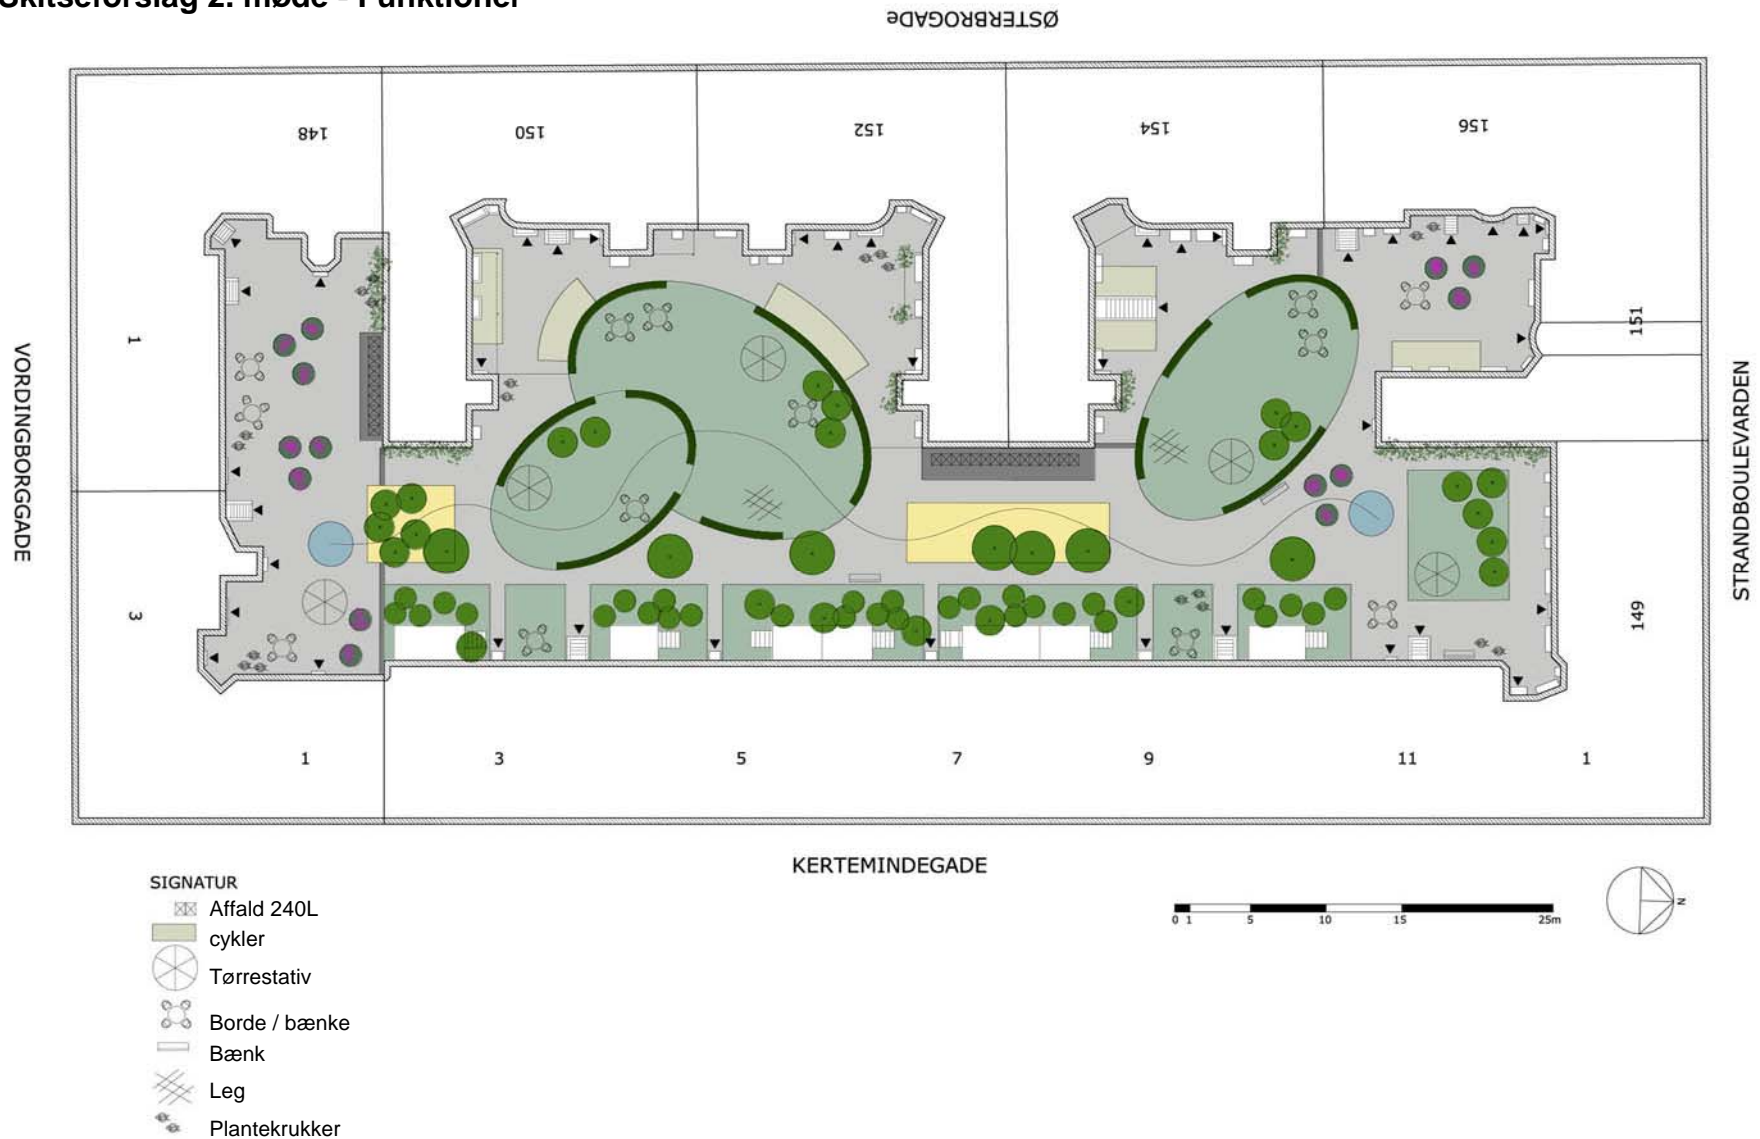 Skitseforslag 2. møde - Funktioner
ØSTERBROGADe
148
150
152
154
156
1
151
VORDINGBORGGADE
STRANDBOULEVARDEN
3
149
1
3
5
7
9
11
1
KERTEMINDEGADE
SIGNATUR
Affald 240L
cykler
Tørrestativ
Borde / bænke
Bænk
Leg
Plantekrukker
0 1 5 10 15 25m
N